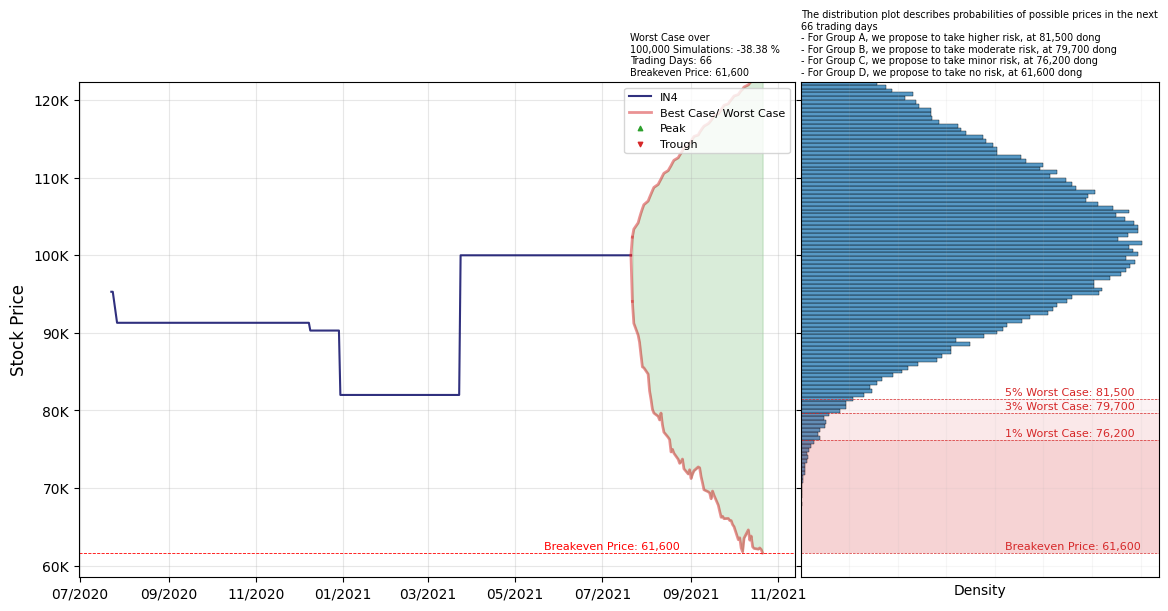 The distribution plot describes probabilities of possible prices in the next
66 trading days
- For Group A, we propose to take higher risk, at 81,500 dong
- For Group B, we propose to take moderate risk, at 79,700 dong
- For Group C, we propose to take minor risk, at 76,200 dong
- For Group D, we propose to take no risk, at 61,600 dong
Worst Case over
100,000 Simulations: -38.38 %
Trading Days: 66
Breakeven Price: 61,600
IN4
Best Case/ Worst Case
Peak
Trough
Stock Price
120K
110K
100K
90K
80K
70K
60K
Breakeven Price: 61,600
07/2020
09/2020
11/2020
01/2021
03/2021
05/2021
07/2021
09/2021
11/2021
5% Worst Case: 81,500
3% Worst Case: 79,700
1% Worst Case: 76,200
Breakeven Price: 61,600
Density